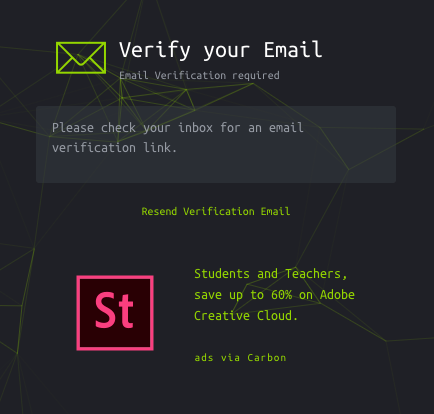 Verify your Email
Email Verification required
Please check your inbox for an email
verification link.
Resend Verification Email
St
Students and Teachers,
save up to 60% on Adobe
Creative Cloud.
ads via Carbon